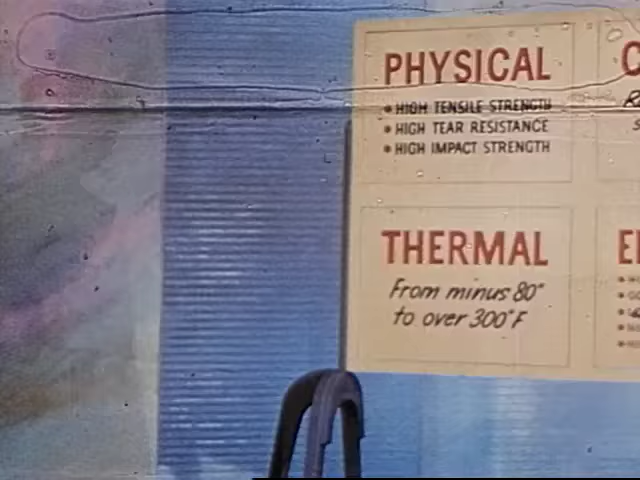 PHYSICAL
• HIGH TENSILE STRENGTH
• HIGH TEAR RESISTANCE
• HIGH IMPACT STRENGTH
THERMAL
From minus 80°
to over 300°F